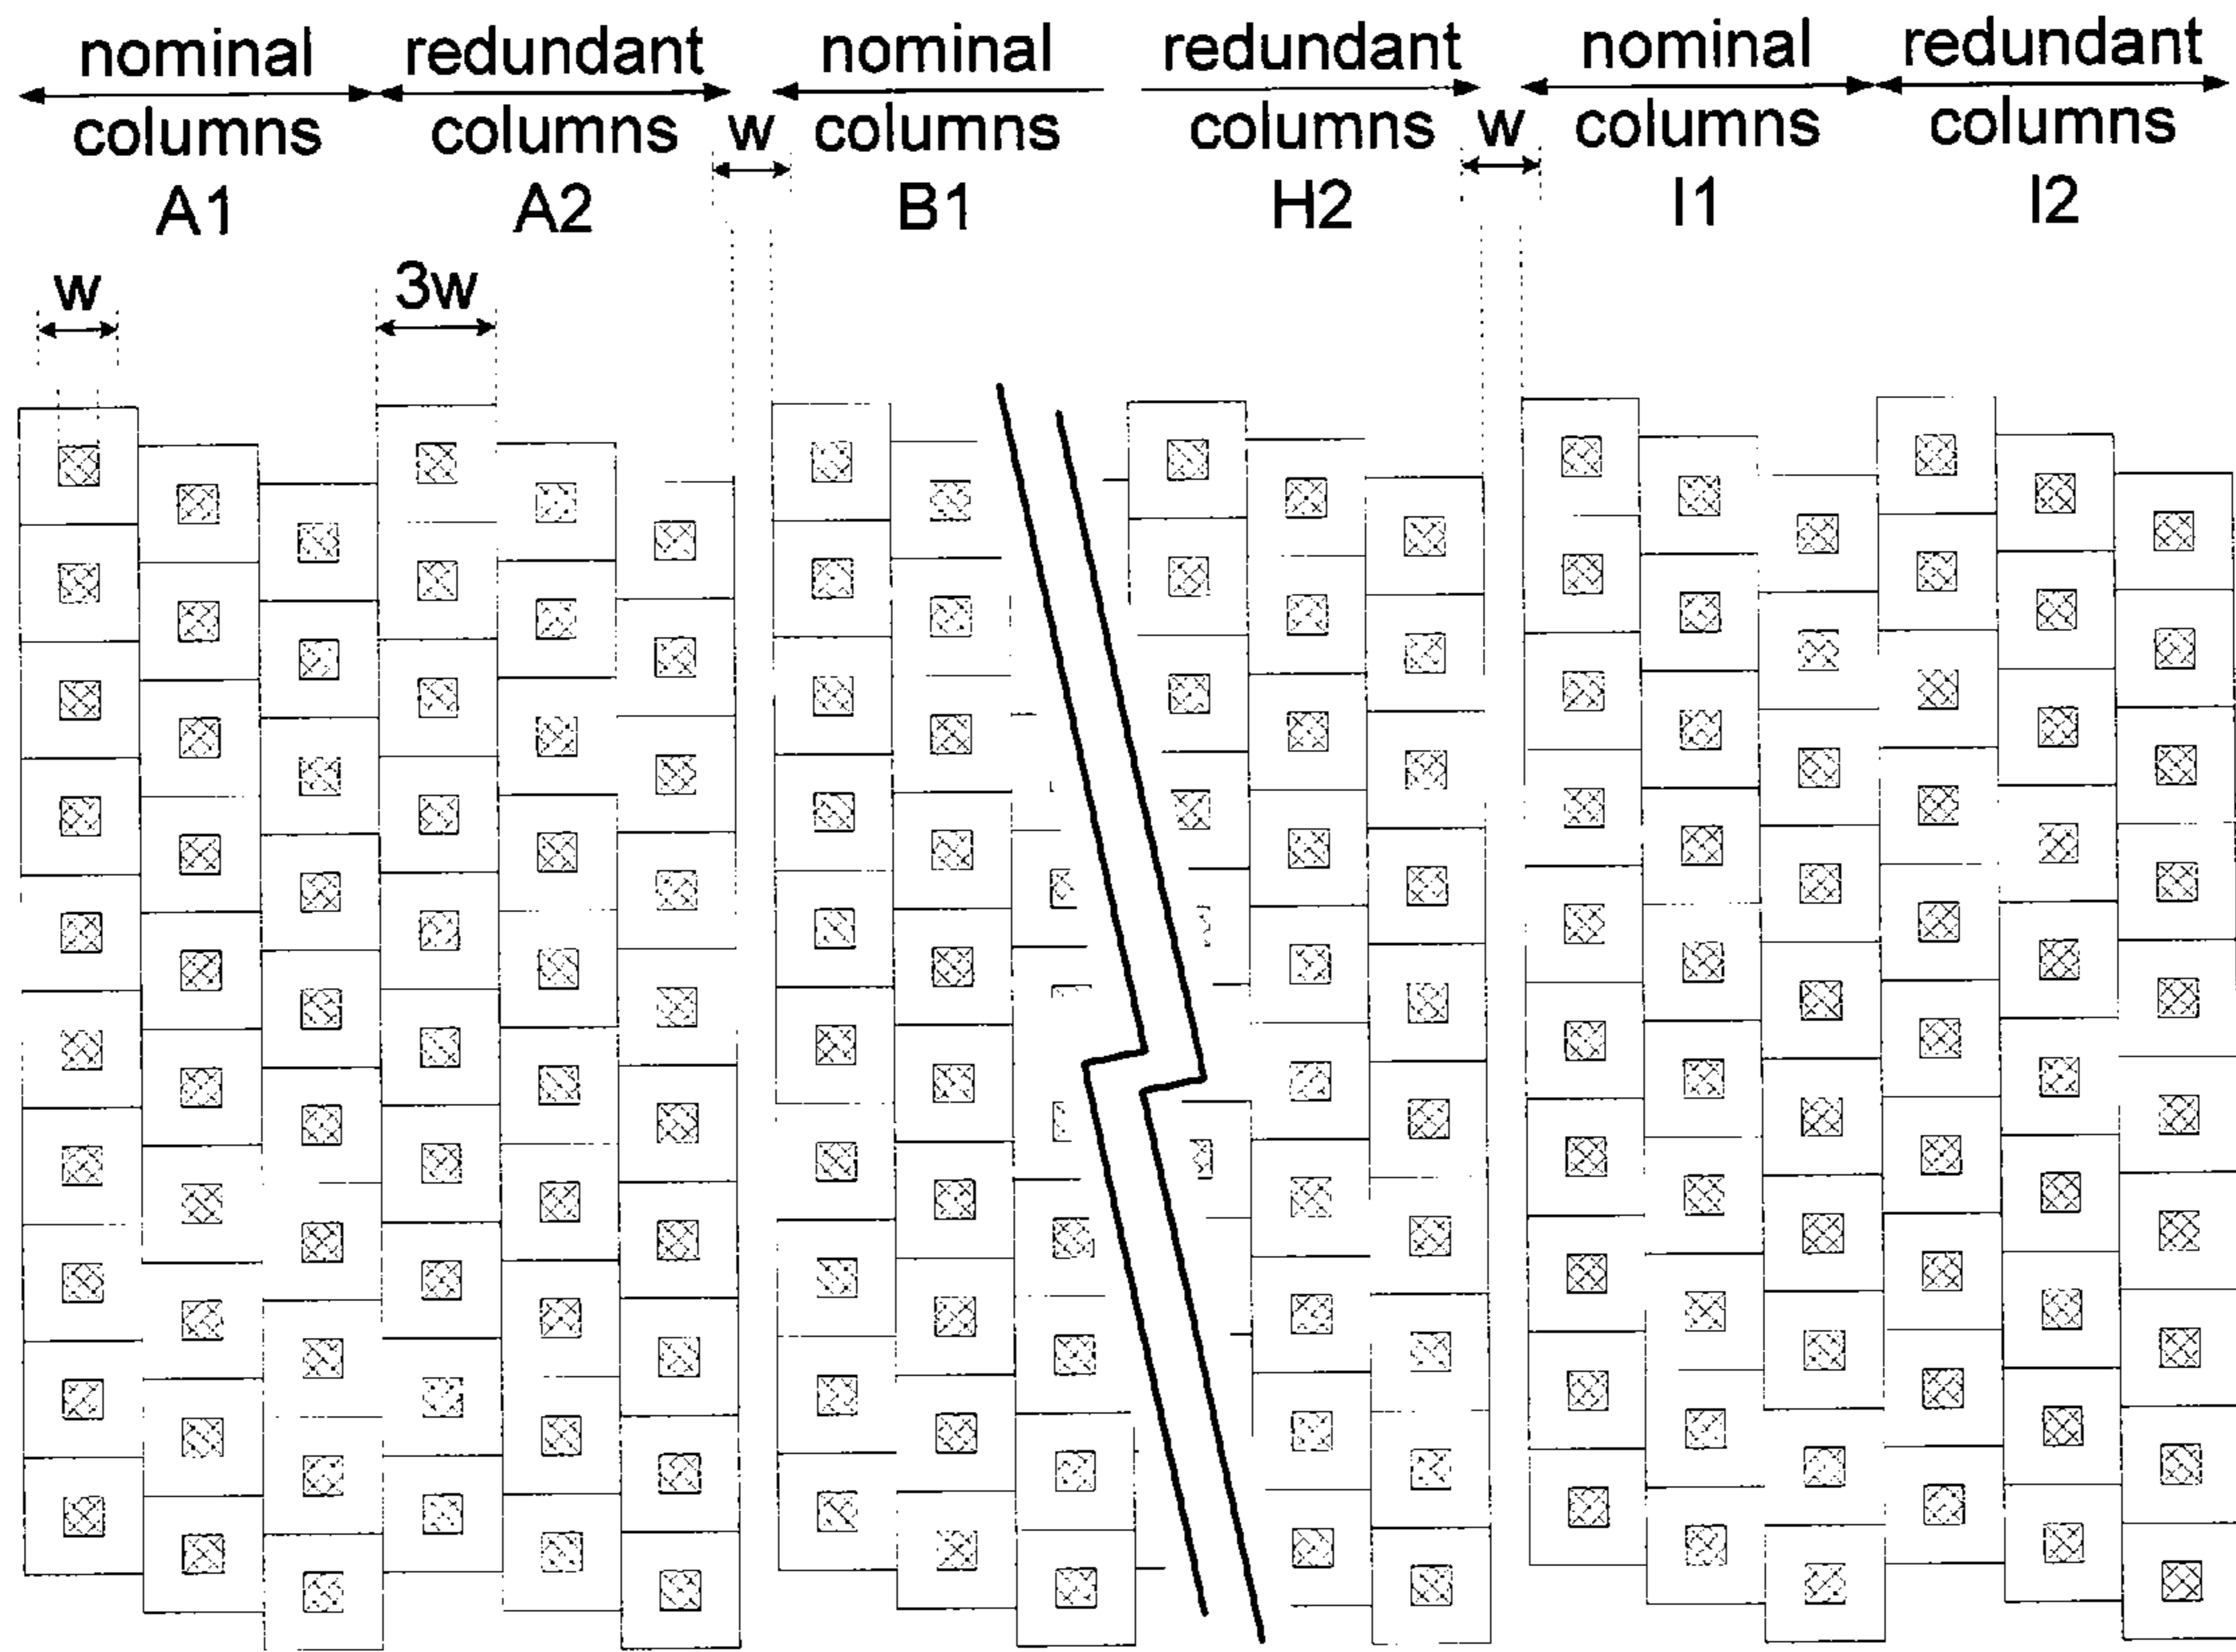 nominal redundant nominal redundant nominal redundant
columns columns w columns columns w columns columns
A1 A2 B1 H2 I1 I2
w 3w